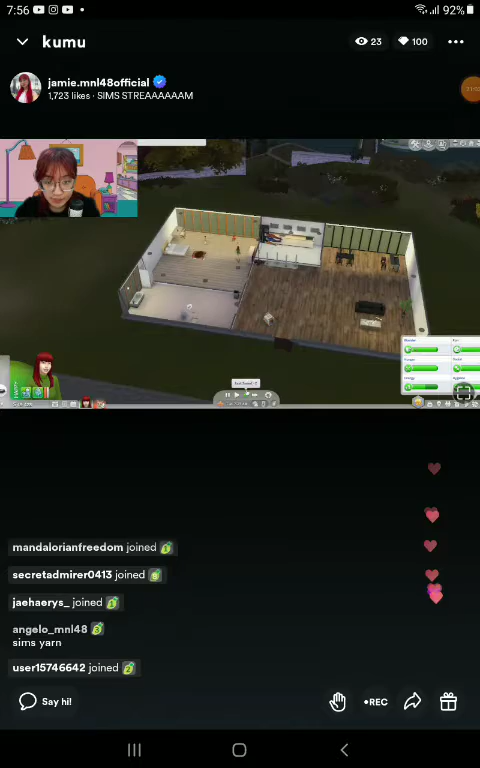 7:56
92%
kumu
23
100
jamie.mnl48official
1,723 likes · SIMS STREAAAAAAM
mandalorianfreedom joined
secretadmirer0413 joined
jaehaerys_ joined
angelo_mnl48
sims yarn
user15746642 joined
Say hi!
•REC